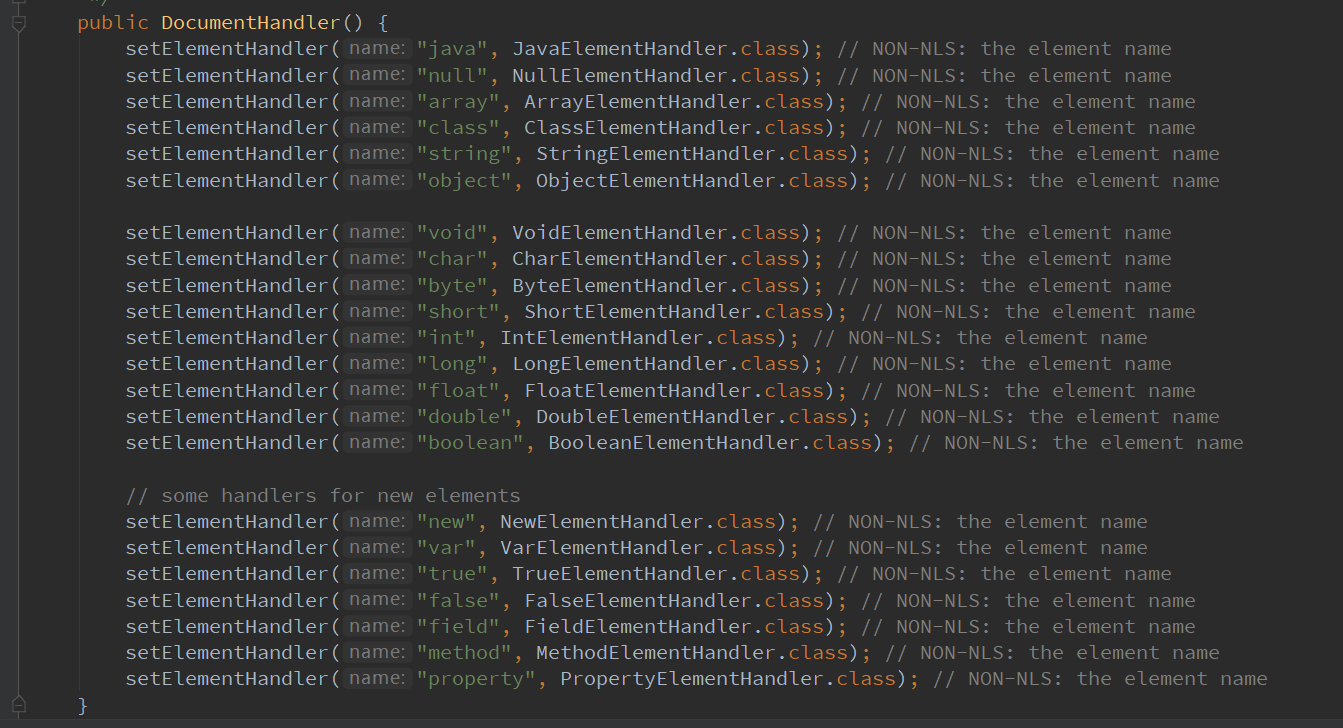 */
public DocumentHandler() {
setElementHandler( name: "java", JavaElementHandler.class); // NON-NLS: the element name
setElementHandler( name: "null", NullElementHandler.class); // NON-NLS: the element name
setElementHandler( name: "array", ArrayElementHandler.class); // NON-NLS: the element name
setElementHandler( name: "class", ClassElementHandler.class); // NON-NLS: the element name
setElementHandler( name: "string", StringElementHandler.class); // NON-NLS: the element name
setElementHandler( name: "object", ObjectElementHandler.class); // NON-NLS: the element name
setElementHandler( name: "void", VoidElementHandler.class); // NON-NLS: the element name
setElementHandler( name: "char", CharElementHandler.class); // NON-NLS: the element name
setElementHandler( name: "byte", ByteElementHandler.class); // NON-NLS: the element name
setElementHandler( name: "short", ShortElementHandler.class); // NON-NLS: the element name
setElementHandler( name: "int", IntElementHandler.class); // NON-NLS: the element name
setElementHandler( name: "long", LongElementHandler.class); // NON-NLS: the element name
setElementHandler( name: "float", FloatElementHandler.class); // NON-NLS: the element name
setElementHandler( name: "double", DoubleElementHandler.class); // NON-NLS: the element name
setElementHandler( name: "boolean", BooleanElementHandler.class); // NON-NLS: the element name
// some handlers for new elements
setElementHandler( name: "new", NewElementHandler.class); // NON-NLS: the element name
setElementHandler( name: "var", VarElementHandler.class); // NON-NLS: the element name
setElementHandler( name: "true", TrueElementHandler.class); // NON-NLS: the element name
setElementHandler( name: "false", FalseElementHandler.class); // NON-NLS: the element name
setElementHandler( name: "field", FieldElementHandler.class); // NON-NLS: the element name
setElementHandler( name: "method", MethodElementHandler.class); // NON-NLS: the element name
setElementHandler( name: "property", PropertyElementHandler.class); // NON-NLS: the element name
}